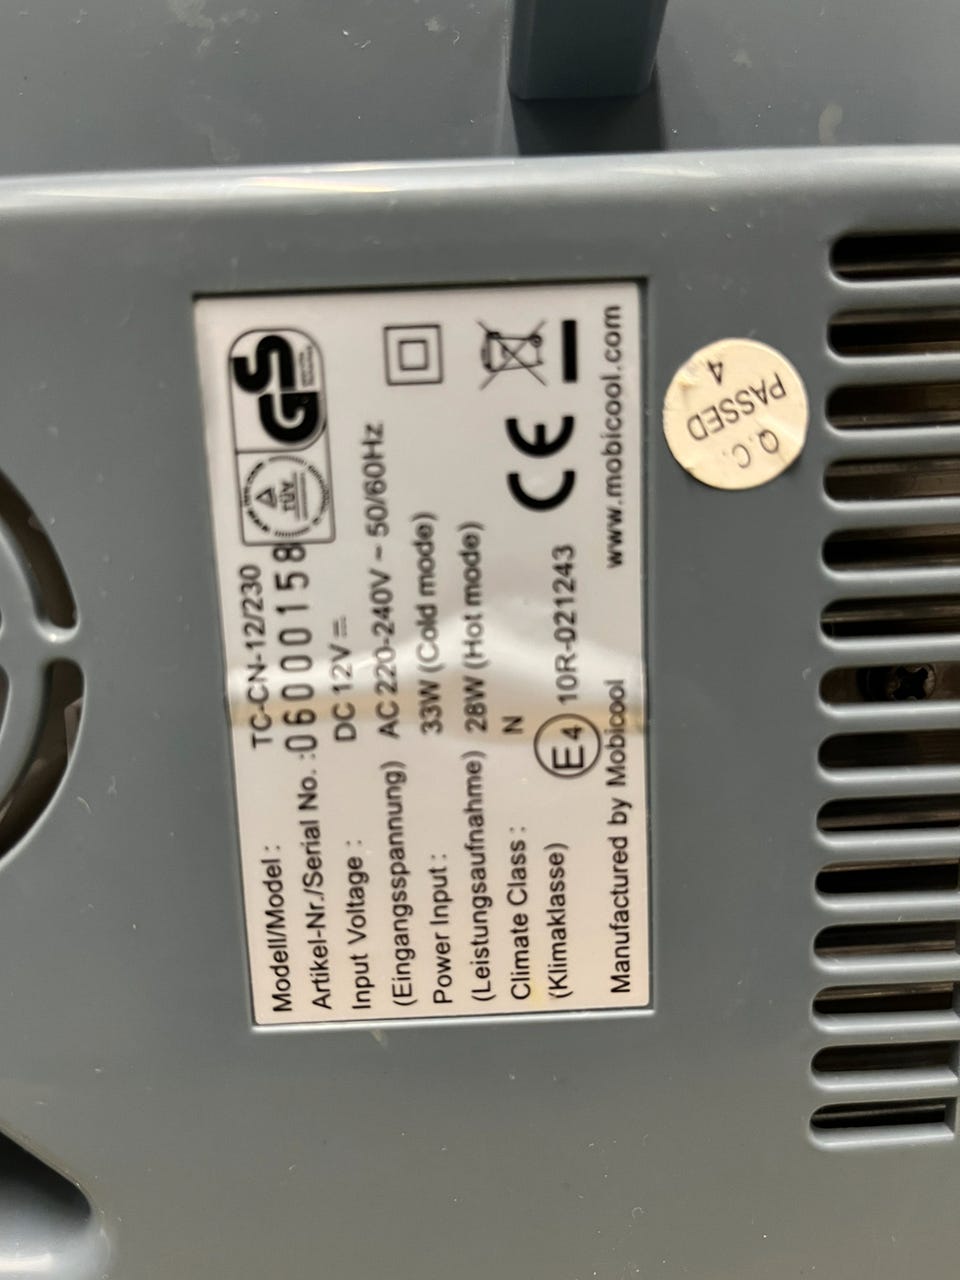 Modell/Model : TC-CN-12/230
Artikel-Nr./Serial No. :06000158
Input Voltage : DC 12V
(Eingangsspannung) AC 220-240V ~ 50/60Hz
Power Input : 33W (Cold mode)
(Leistungsaufnahme) 28W (Hot mode)
Climate Class : N
(Klimaklasse)
E4 10R-021243
Manufactured by Mobicool www.mobicool.com
TÜV
GS
CE
Q.C.
PASSED
4